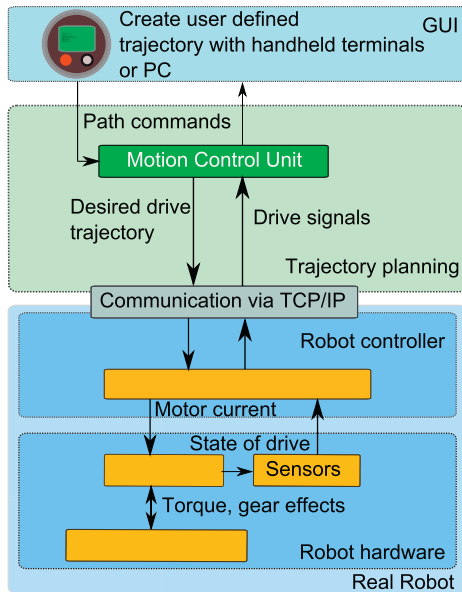 Create user defined
trajectory with handheld terminals
or PC
GUI
Path commands
Motion Control Unit
Desired drive
trajectory
Drive signals
Trajectory planning
Communication via TCP/IP
Robot controller
Motor current
State of drive
Sensors
Torque, gear effects
Robot hardware
Real Robot